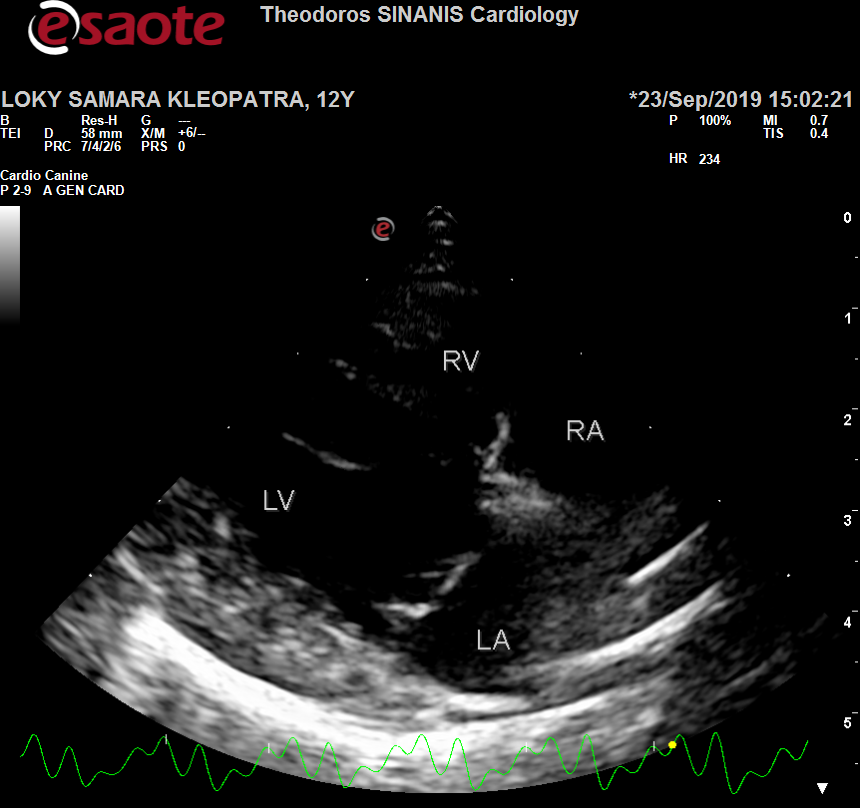 esaote
Theodoros SINANIS Cardiology
LOKY SAMARA KLEOPATRA, 12Y
*23/Sep/2019 15:02:21
B Res-H G ---
TEI D 58 mm X/M +6/--
PRC 7/4/2/6 PRS 0
P 100% MI 0.7
TIS 0.4
HR 234
Cardio Canine
P 2-9 A GEN CARD
e
0
1
RV
2
RA
LV
3
4
LA
5